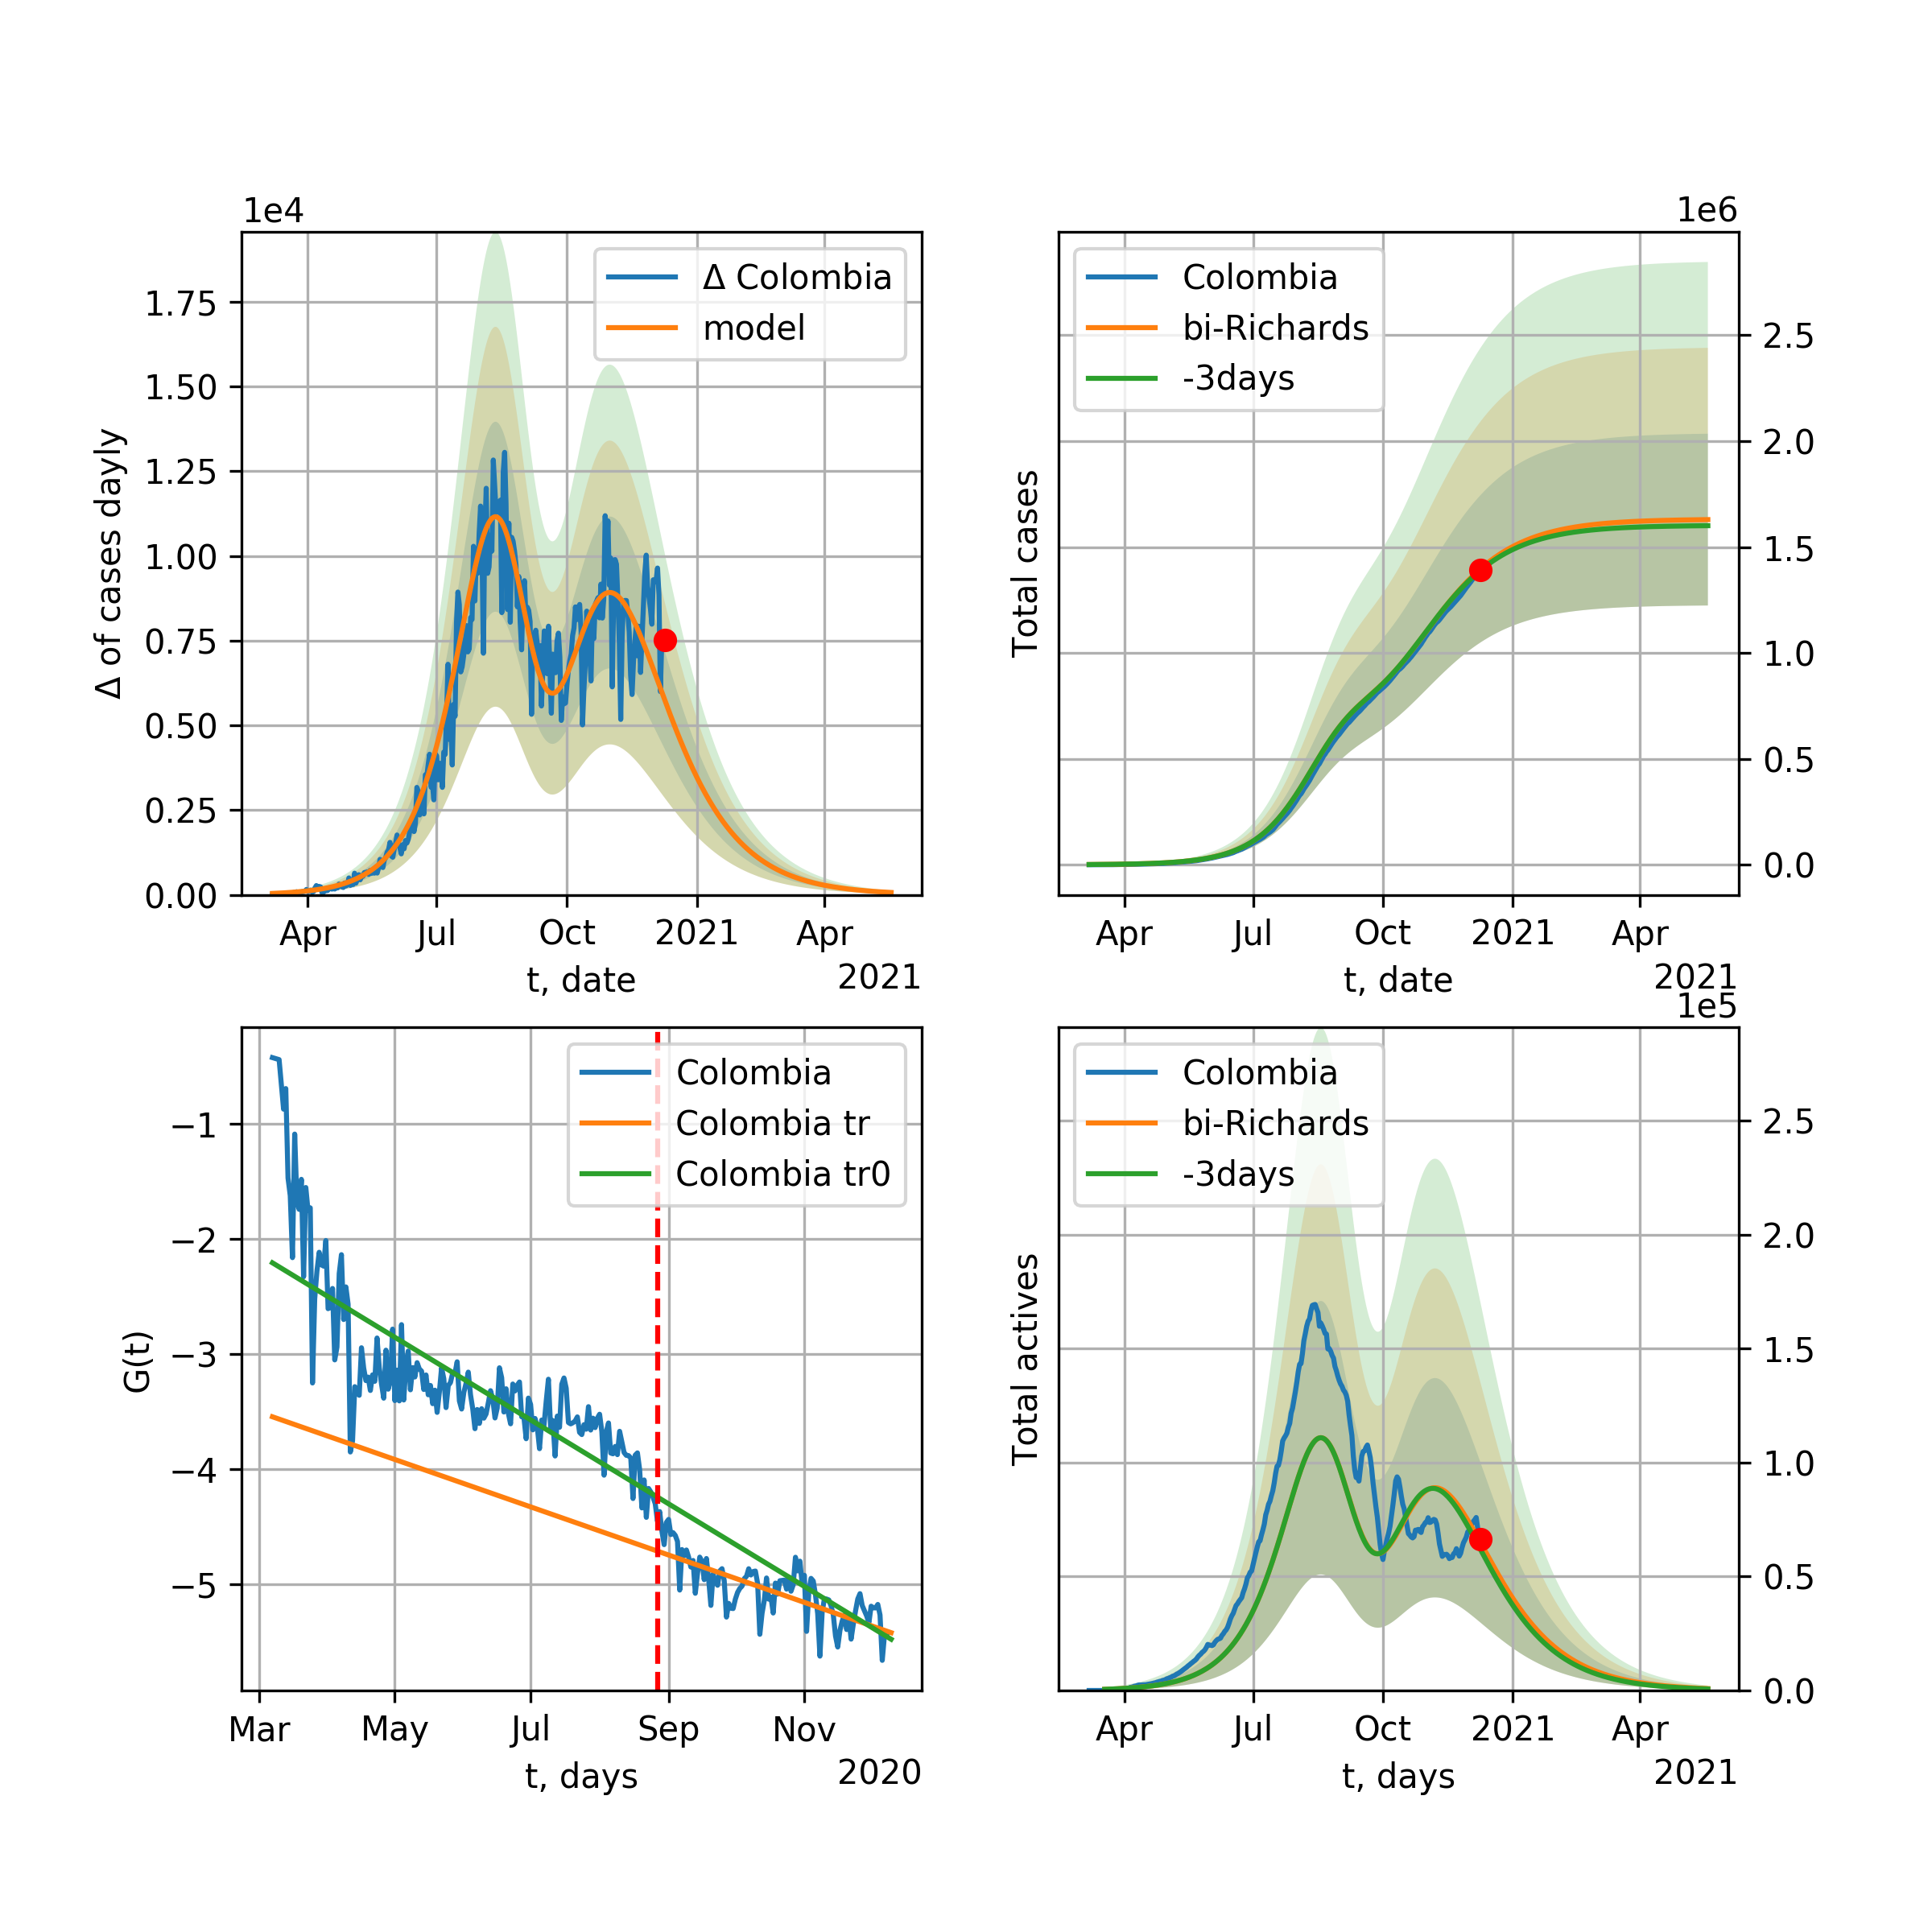 1e4
Δ of cases dayly
1.75
1.50
1.25
1.00
0.75
0.50
0.25
0.00
Δ Colombia
model
Apr Jul Oct 2021 Apr
t, date
2021
1e6
Total cases
Colombia
bi-Richards
-3days
2.5
2.0
1.5
1.0
0.5
0.0
Apr Jul Oct 2021 Apr
t, date
2021
G(t)
−1
−2
−3
−4
−5
Colombia
Colombia tr
Colombia tr0
Mar May Jul Sep Nov
t, days
2020
1e5
Total actives
Colombia
bi-Richards
-3days
2.5
2.0
1.5
1.0
0.5
0.0
Apr Jul Oct 2021 Apr
t, days
2021